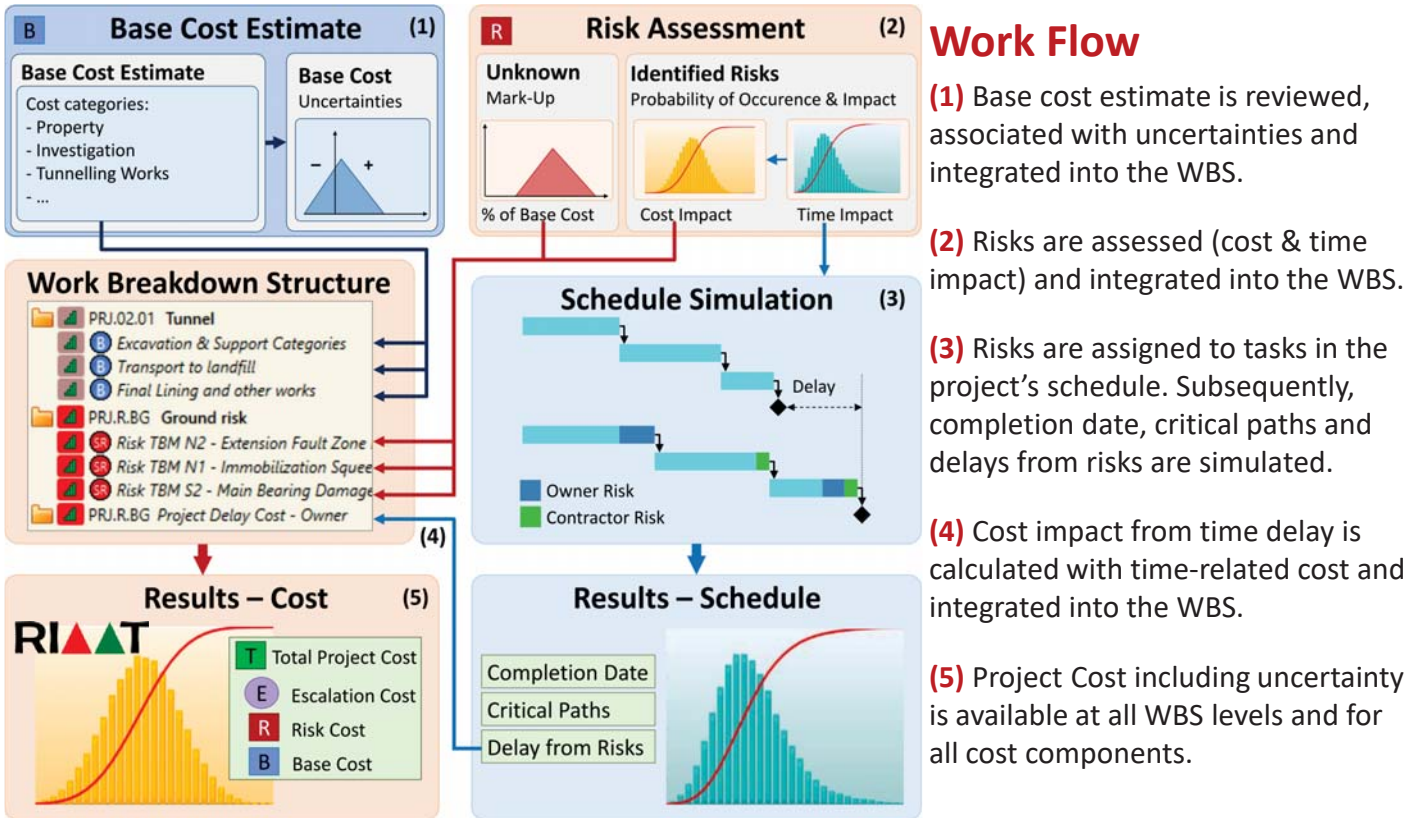 B
Base Cost Estimate
(1)
Base Cost Estimate
Cost categories:
- Property
- Investigation
- Tunnelling Works
- ...
Base Cost
Uncertainties
– +
R
Risk Assessment
(2)
Unknown
Mark-Up
% of Base Cost
Identified Risks
Probability of Occurence & Impact
Cost Impact
Time Impact
Work Breakdown Structure
PRJ.02.01 Tunnel
B Excavation & Support Categories
B Transport to landfill
B Final Lining and other works
PRJ.R.BG Ground risk
SR Risk TBM N2 - Extension Fault Zone
SR Risk TBM N1 - Immobilization Squee
SR Risk TBM S2 - Main Bearing Damage
PRJ.R.BG Project Delay Cost - Owner
(4)
Schedule Simulation
(3)
Delay
Owner Risk
Contractor Risk
Results – Cost
(5)
RIAAT
T Total Project Cost
E Escalation Cost
R Risk Cost
B Base Cost
Results – Schedule
Completion Date
Critical Paths
Delay from Risks
Work Flow
(1) Base cost estimate is reviewed,
associated with uncertainties and
integrated into the WBS.
(2) Risks are assessed (cost & time
impact) and integrated into the WBS.
(3) Risks are assigned to tasks in the
project’s schedule. Subsequently,
completion date, critical paths and
delays from risks are simulated.
(4) Cost impact from time delay is
calculated with time-related cost and
integrated into the WBS.
(5) Project Cost including uncertainty
is available at all WBS levels and for
all cost components.